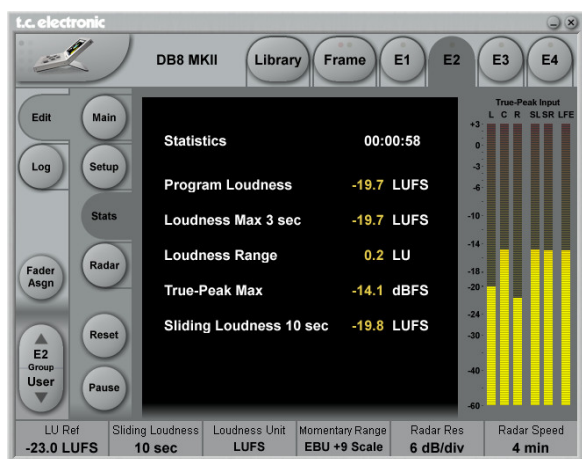 t.c. electronic
DB8 MKII
Library
Frame
E1
E2
E3
E4
Edit
Log
Fader
Asgn
E2
Group
User
Main
Setup
Stats
Radar
Reset
Pause
Statistics 00:00:58
Program Loudness -19.7 LUFS
Loudness Max 3 sec -19.7 LUFS
Loudness Range 0.2 LU
True-Peak Max -14.1 dBFS
Sliding Loudness 10 sec -19.8 LUFS
True-Peak Input
L C R SL SR LFE
+3
0
-3
-6
-10
-14
-18
-20
-24
-30
-40
-60
LU Ref
-23.0 LUFS
Sliding Loudness
10 sec
Loudness Unit
LUFS
Momentary Range
EBU +9 Scale
Radar Res
6 dB/div
Radar Speed
4 min